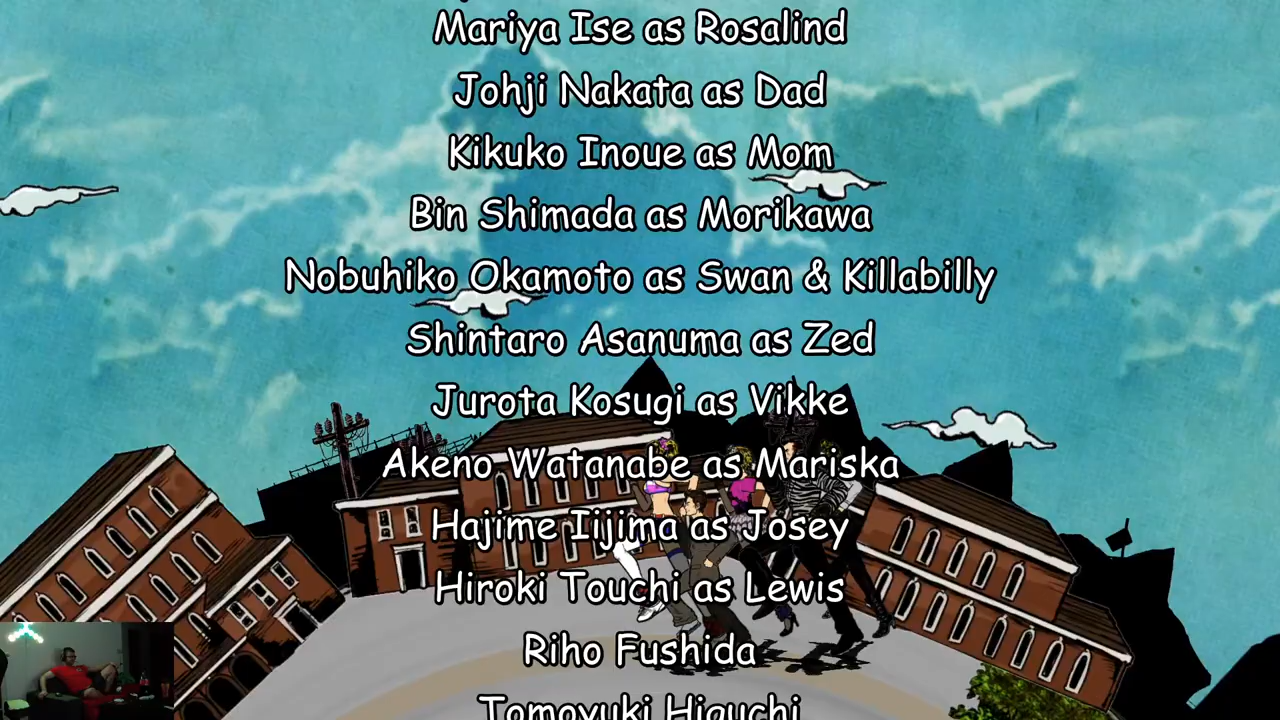 Mariya Ise as Rosalind
Johji Nakata as Dad
Kikuko Inoue as Mom
Bin Shimada as Morikawa
Nobuhiko Okamoto as Swan & Killabilly
Shintaro Asanuma as Zed
Jurota Kosugi as Vikke
Akeno Watanabe as Mariska
Hajime Iijima as Josey
Hiroki Touchi as Lewis
Riho Fushida
Tomoyuki Higuchi